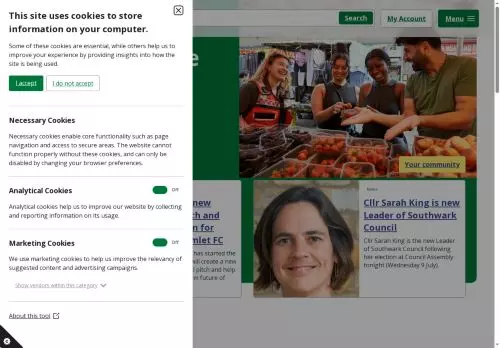 This site uses cookies to store
information on your computer.
Some of these cookies are essential, while others help us to
improve your experience by providing insights into how
the site is being used.
I accept
I do not accept
Necessary Cookies
Necessary cookies enable core functionality such as page
navigation and access to secure areas. The website cannot
function properly without these cookies, and can only be
disabled by changing your browser preferences.
Analytical Cookies
Off
Analytical cookies help us to improve our website by collecting
and reporting information on its usage.
Marketing Cookies
Off
We use marketing cookies to help us improve the relevancy of
suggested content and advertising campaigns.
Show vendors within this category
About this tool
Search
My Account
Menu
e
Your community
new
ch and
n for
mlet FC
has started the
ill create a new
l pitch and help
e future of
News
Cllr Sarah King is new
Leader of Southwark
Council
Cllr Sarah King is the new Leader
of Southwark Council following
her election at Council Assembly
tonight (Wednesday 9 July).